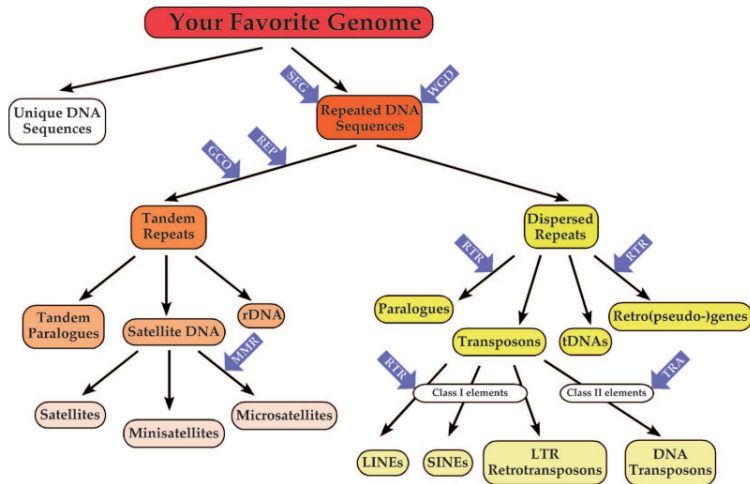 Your Favorite Genome
SEG
WGD
Unique DNA
Sequences
Repeated DNA
Sequences
GCO
REP
Tandem
Repeats
Dispersed
Repeats
RTR
RTR
Tandem
Paralogues
Satellite DNA
rDNA
Paralogues
Transposons
tDNAs
Retro(pseudo-)genes
MMR
RTR
Class I elements
Class II elements
TRA
Satellites
Minisatellites
Microsatellites
LINEs
SINEs
LTR
Retrotransposons
DNA
Transposons